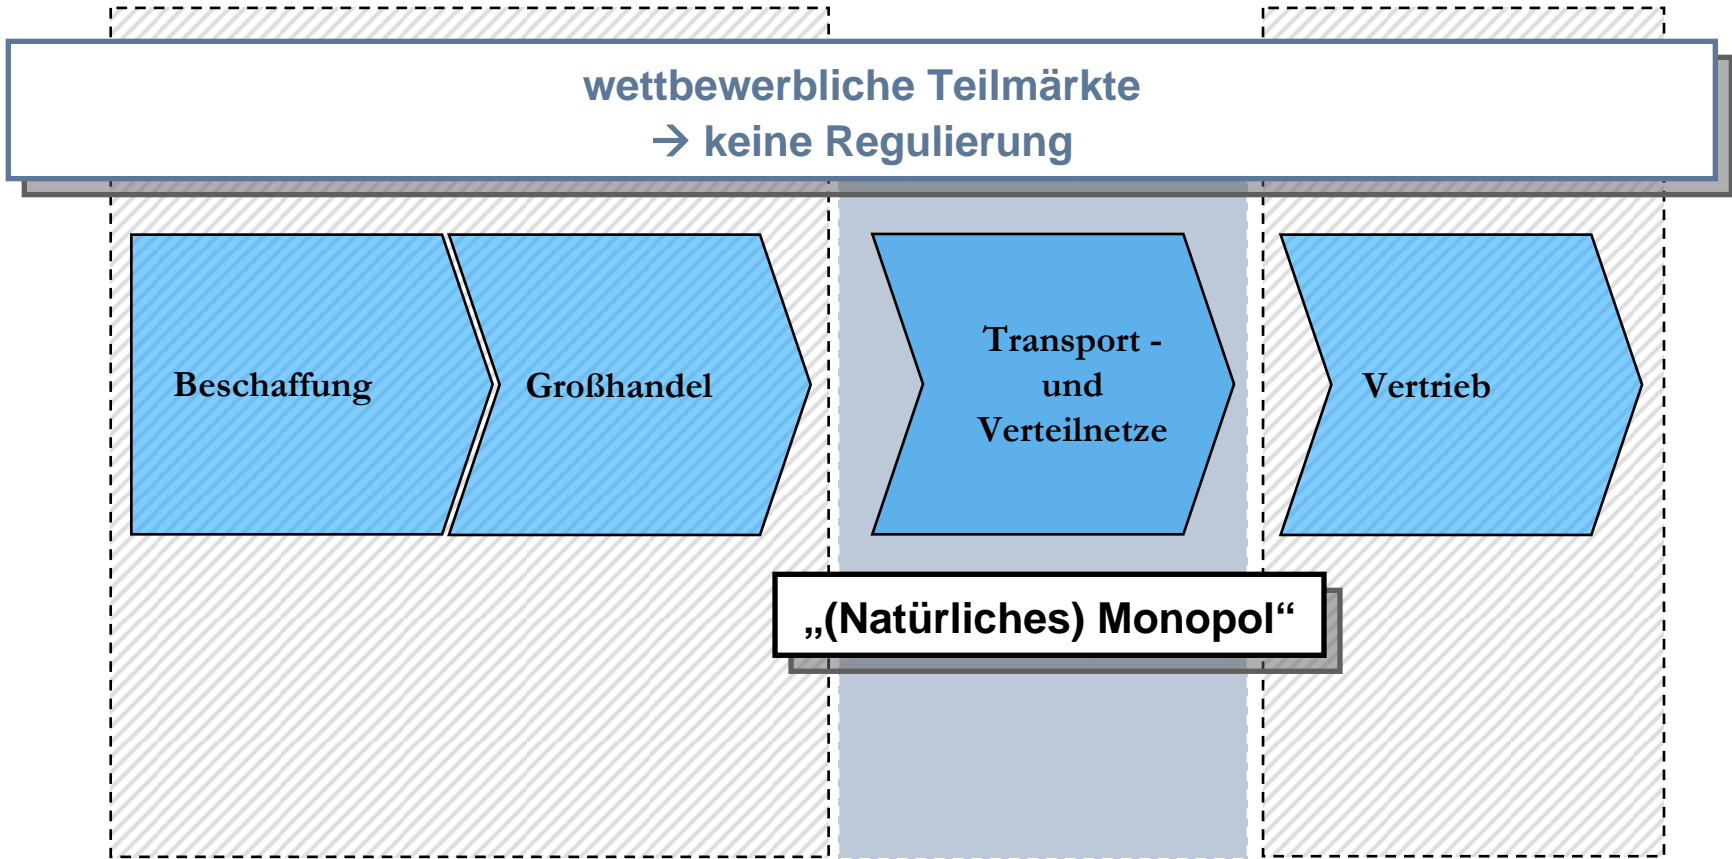 wettbewerbliche Teilmärkte
→ keine Regulierung
Beschaffung
Großhandel
Transport -
und
Verteilnetze
Vertrieb
„(Natürliches) Monopol“